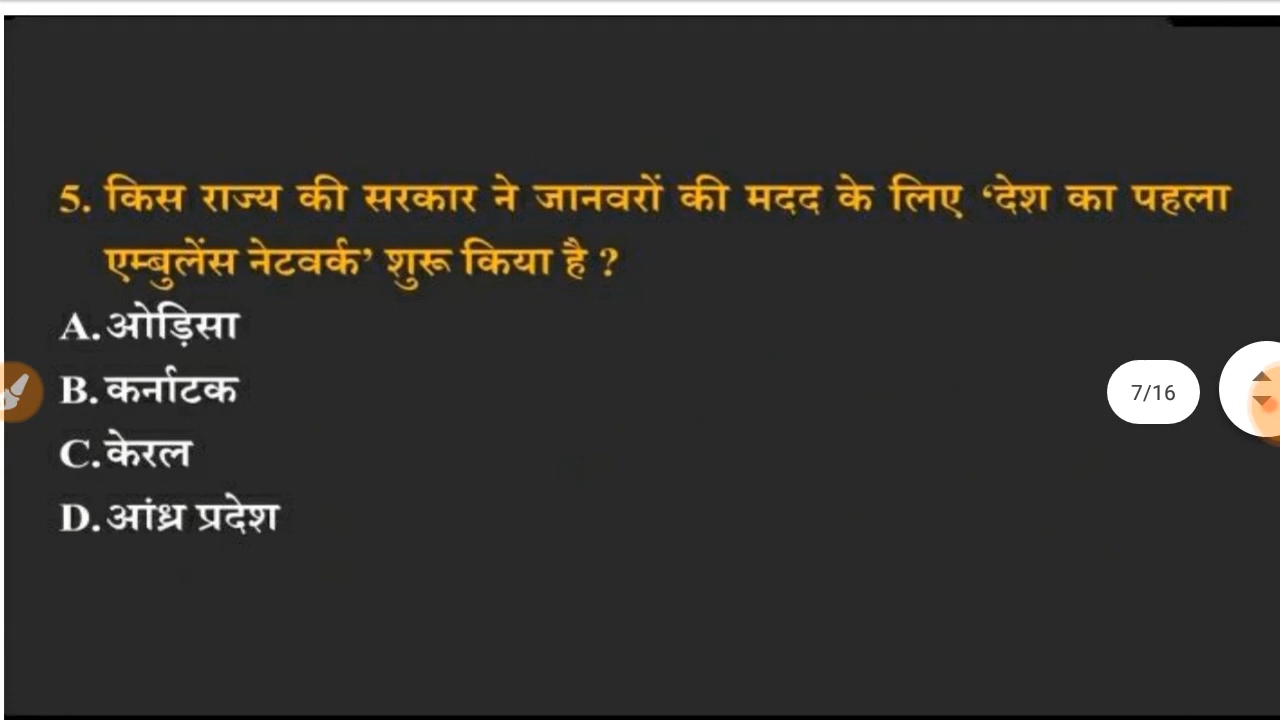 5. किस राज्य की सरकार ने जानवरों की मदद के लिए ‘देश का पहला
एम्बुलेंस नेटवर्क’ शुरू किया है ?
A. ओड़िसा
B. कर्नाटक
7/16
C. केरल
D. आंध्र प्रदेश